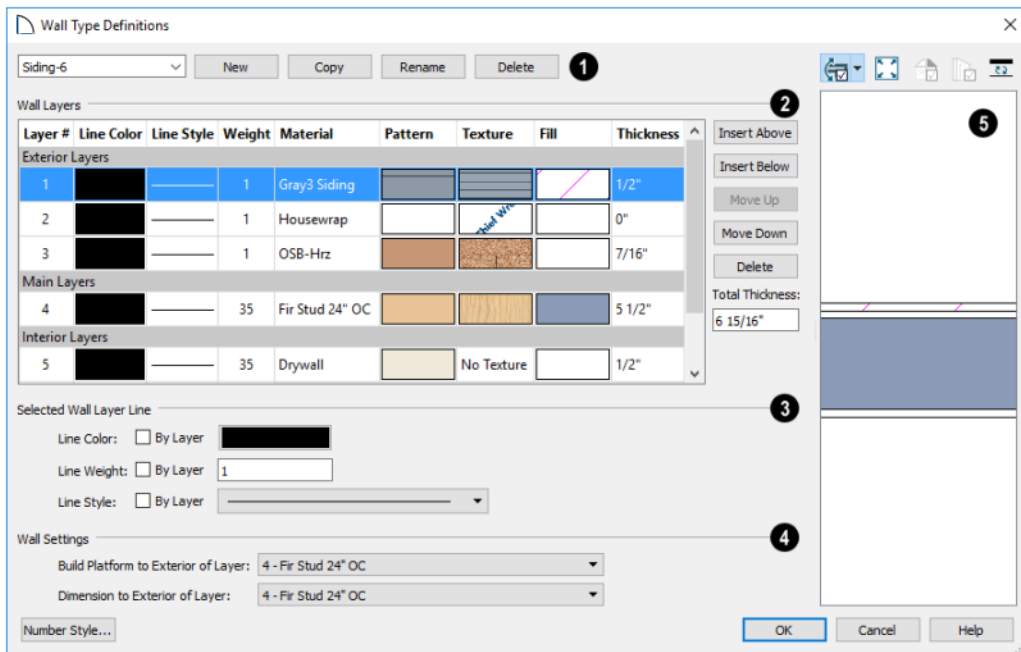 Wall Type Definitions
Siding-6 New Copy Rename Delete 1
Wall Layers 2
Layer # Line Color Line Style Weight Material Pattern Texture Fill Thickness
Insert Above
Exterior Layers
1 1 Gray3 Siding 1/2"
Insert Below
Move Up
2 1 Housewrap 0"
Move Down
3 1 OSB-Hrz 7/16"
Delete
Main Layers
Total Thickness:
4 35 Fir Stud 24" OC 5 1/2"
6 15/16"
Interior Layers
5 35 Drywall No Texture 1/2"
5
Selected Wall Layer Line 3
Line Color: By Layer
Line Weight: By Layer 1
Line Style: By Layer
Wall Settings 4
Build Platform to Exterior of Layer: 4 - Fir Stud 24" OC
Dimension to Exterior of Layer: 4 - Fir Stud 24" OC
Number Style... OK Cancel Help